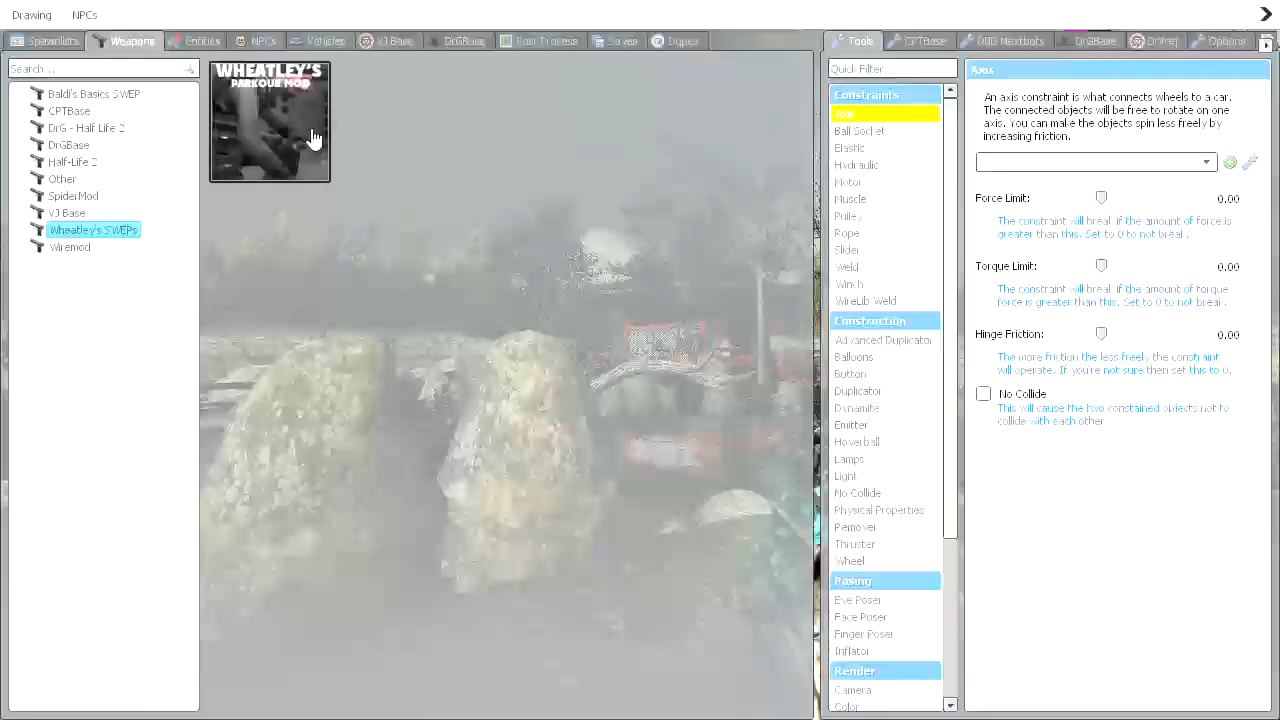 Drawing NPCs
Spawnlists Weapons Entities NPCs Vehicles VJ Base DrGBase Post Process Saves Dupes
Tools CPTBase DrGBase Options
Search...
Quick Filter...
Baldi's Basics SWEP
CPTBase
DrG - Half Life 2
DrGBase
Half-Life 2
Other
SpiderMod
VJ Base
Wheatley's SWEPs
Wiremod
WHEATLEY'S
PARKOUR MOD
Constraints
Axis
Ball Socket
Elastic
Hydraulic
Motor
Muscle
Pulley
Rope
Slider
Weld
Winch
WireLib Weld
Construction
Advanced Duplicator
Balloons
Button
Duplicator
Dynamite
Emitter
Hoverball
Lamps
Light
No Collide
Physical Properties
Remover
Thruster
Wheel
Posing
Eye Poser
Face Poser
Finger Poser
Inflator
Render
Camera
Color
Axis
An axis constraint is what connects wheels to a car.
The connected objects will be free to rotate on one
axis. You can make the objects spin less freely by
increasing friction.
Force Limit: 0.00
The constraint will break if the amount of force is
greater than this. Set to 0 to not break.
Torque Limit: 0.00
The constraint will break if the amount of torque
force is greater than this. Set to 0 to not break.
Hinge Friction: 0.00
The more friction the less freely the constraint
will operate. If you're not sure then set this to 0.
No Collide
This will cause the two constained objects not to
collide with each other